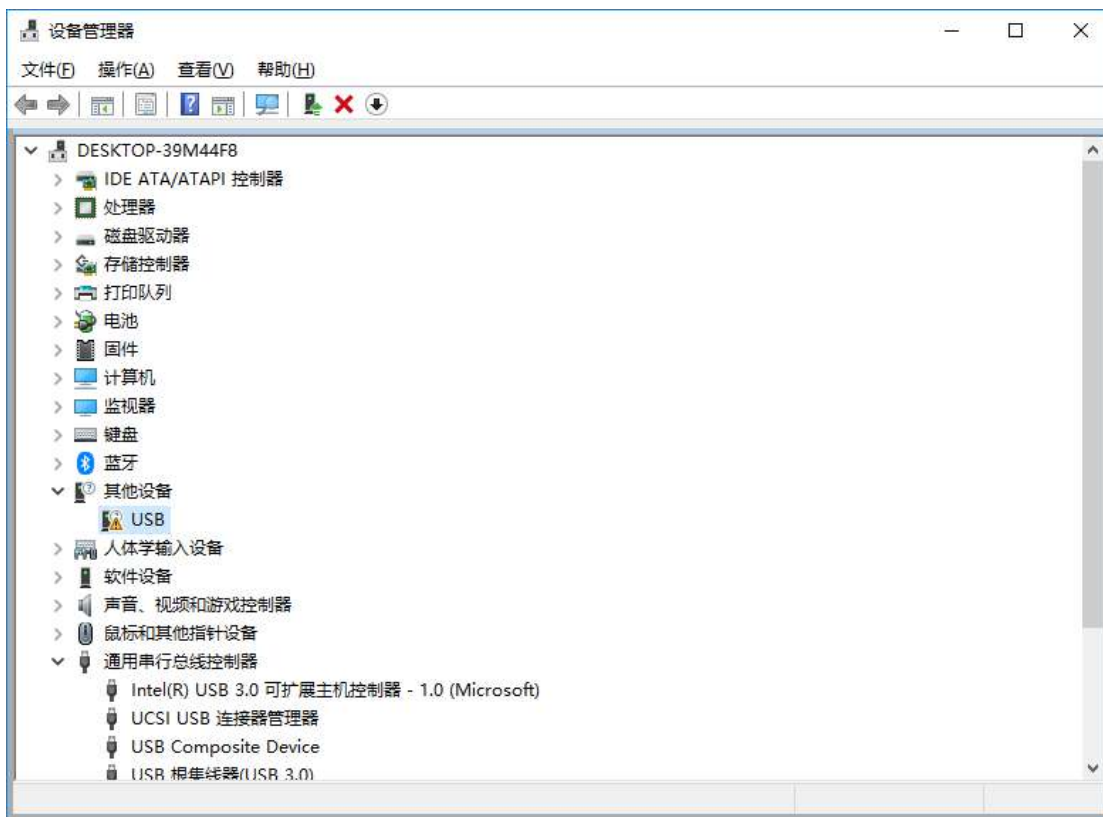 设备管理器
文件(F) 操作(A) 查看(V) 帮助(H)
DESKTOP-39M44F8
IDE ATA/ATAPI 控制器
处理器
磁盘驱动器
存储控制器
打印队列
电池
固件
计算机
监视器
键盘
蓝牙
其他设备
USB
人体学输入设备
软件设备
声音、视频和游戏控制器
鼠标和其他指针设备
通用串行总线控制器
Intel(R) USB 3.0 可扩展主机控制器 - 1.0 (Microsoft)
UCSI USB 连接器管理器
USB Composite Device
USB 根集线器(USB 3.0)